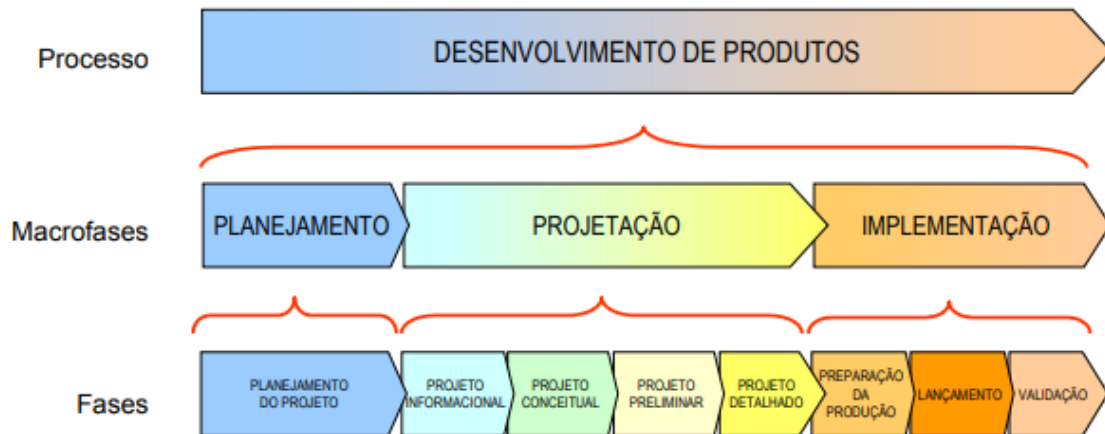 Processo
DESENVOLVIMENTO DE PRODUTOS
Macrofases
PLANEJAMENTO
PROJETAÇÃO
IMPLEMENTAÇÃO
Fases
PLANEJAMENTO
DO PROJETO
PROJETO
INFORMACIONAL
PROJETO
CONCEITUAL
PROJETO
PRELIMINAR
PROJETO
DETALHADO
PREPARAÇÃO
DA
PRODUÇÃO
LANÇAMENTO
VALIDAÇÃO